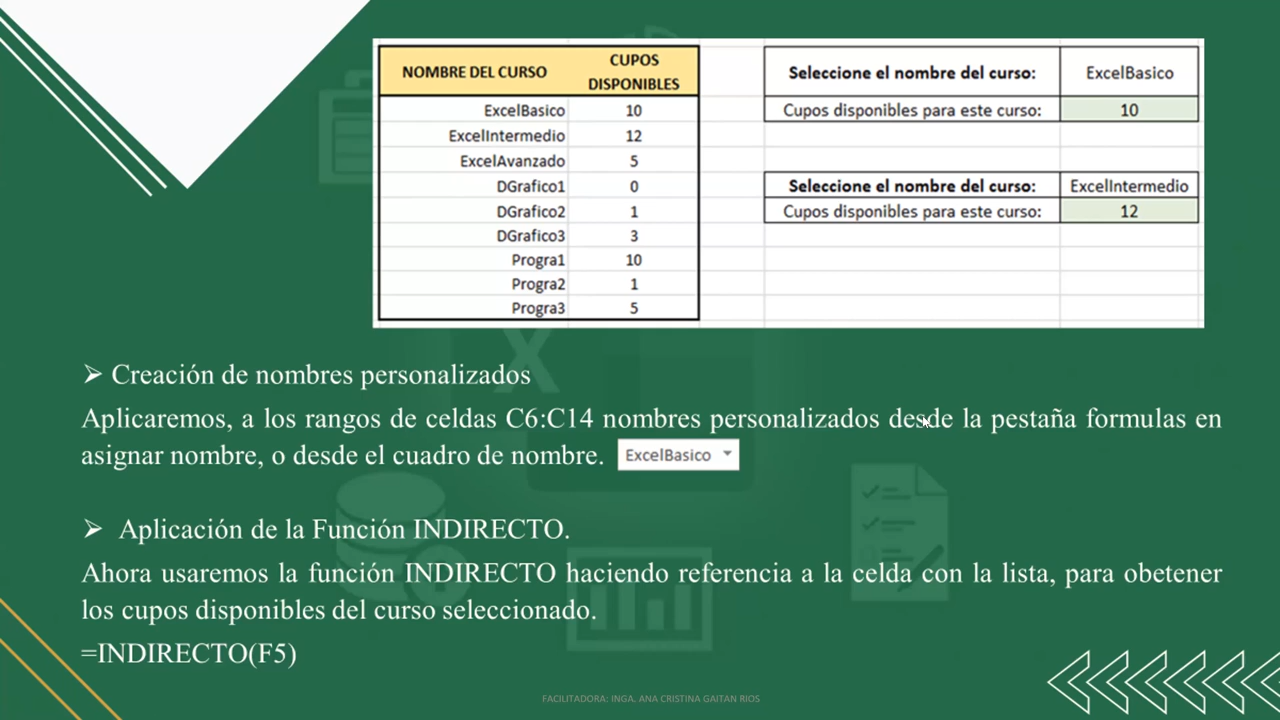 NOMBRE DEL CURSO CUPOS DISPONIBLES
ExcelBasico 10
ExcelIntermedio 12
ExcelAvanzado 5
DGrafico1 0
DGrafico2 1
DGrafico3 3
Progra1 10
Progra2 1
Progra3 5
Seleccione el nombre del curso: ExcelBasico
Cupos disponibles para este curso: 10
Seleccione el nombre del curso: ExcelIntermedio
Cupos disponibles para este curso: 12
➢ Creación de nombres personalizados
Aplicaremos, a los rangos de celdas C6:C14 nombres personalizados desde la pestaña formulas en
asignar nombre, o desde el cuadro de nombre. ExcelBasico
➢ Aplicación de la Función INDIRECTO.
Ahora usaremos la función INDIRECTO haciendo referencia a la celda con la lista, para obetener
los cupos disponibles del curso seleccionado.
=INDIRECTO(F5)
FACILITADORA: INGA. ANA CRISTINA GAITAN RIOS